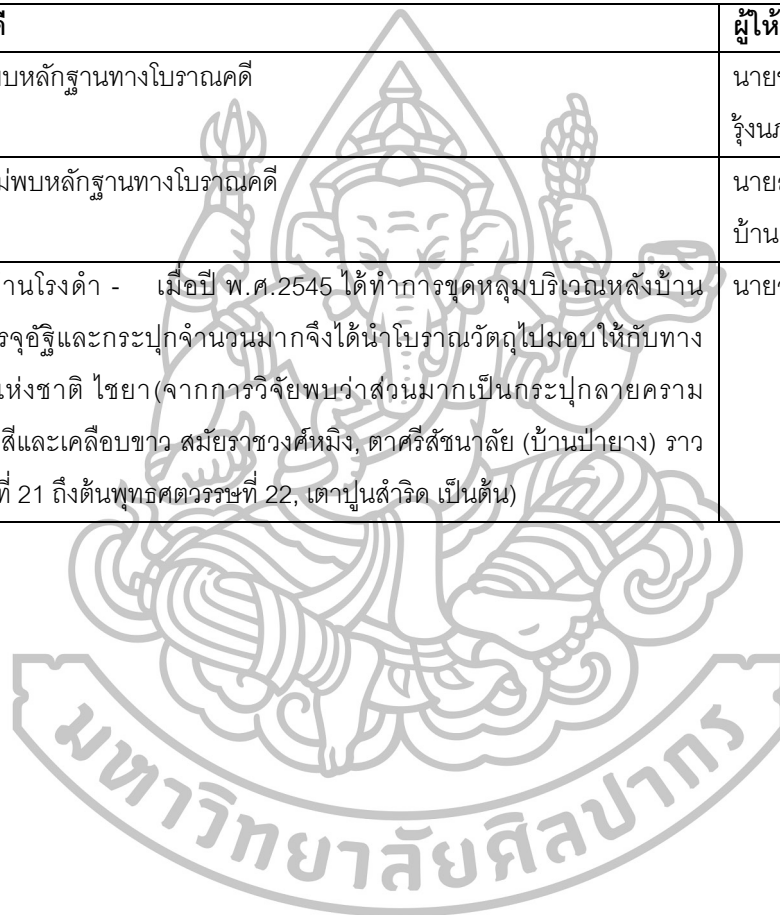 ผู้ให้
พบหลักฐานทางโบราณคดี
นาย
รุ้งนภ
ไม่พบหลักฐานทางโบราณคดี
นาย
บ้าน
านโรงดำ - เมื่อปี พ.ศ.2545 ได้ทำการขุดหลุมบริเวณหลังบ้าน
นาย
รจุอัฐิและกระปุกจำนวนมากจึงได้นำโบราณวัตถุไปมอบให้กับทาง
แห่งชาติ ไชยา(จากการวิจัยพบว่าส่วนมากเป็นกระปุกลายคราม
สีและเคลือบขาว สมัยราชวงศ์หมิง, ตาศรีสัชนาลัย (บ้านป่ายาง) ราว
ที่ 21 ถึงต้นพุทธศตวรรษที่ 22, เตาปูนสำริด เป็นต้น)
มหาวิทยาลัยศิลปากร